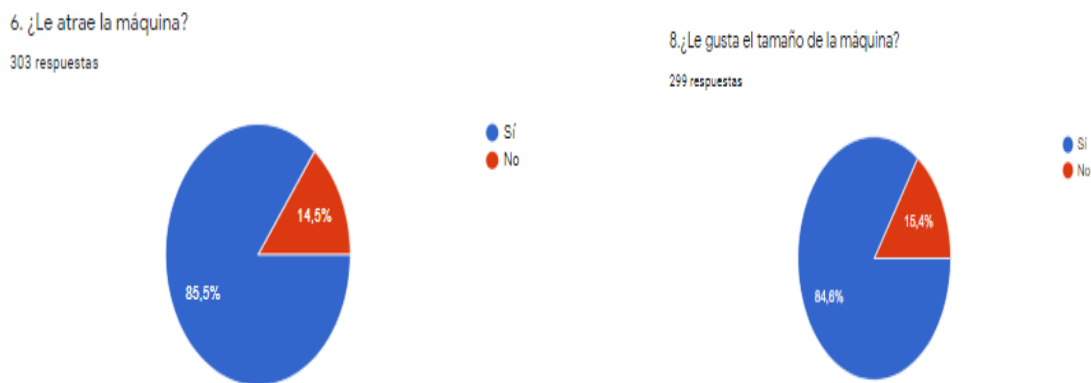 6. ¿Le atrae la máquina?
303 respuestas
Sí
No
14,5%
85,5%
8.¿Le gusta el tamaño de la máquina?
299 respuestas
Sí
No
15,4%
84,6%